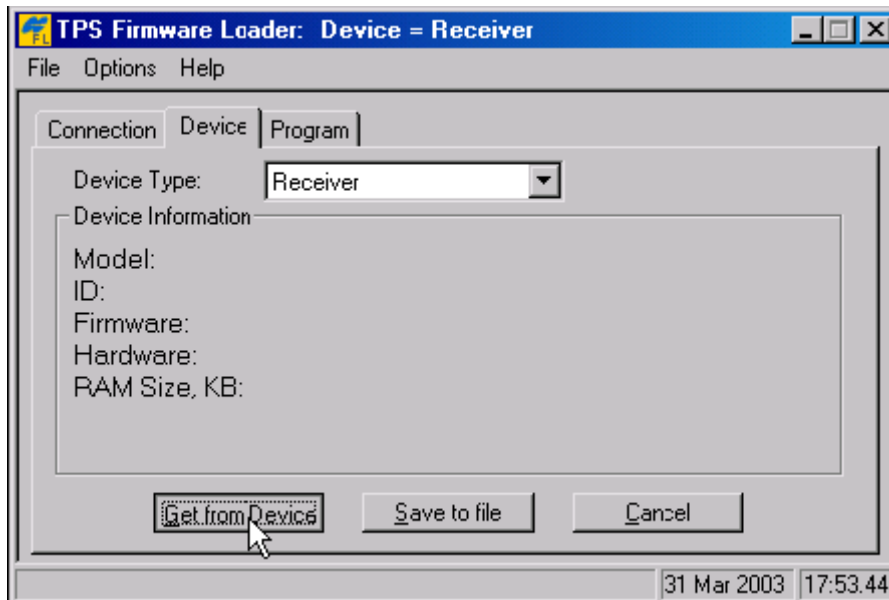 FL TPS Firmware Loader: Device = Receiver
File Options Help
Connection Device Program
Device Type: Receiver
Device Information
Model:
ID:
Firmware:
Hardware:
RAM Size, KB:
Get from Device Save to file Cancel
31 Mar 2003 17:53.44